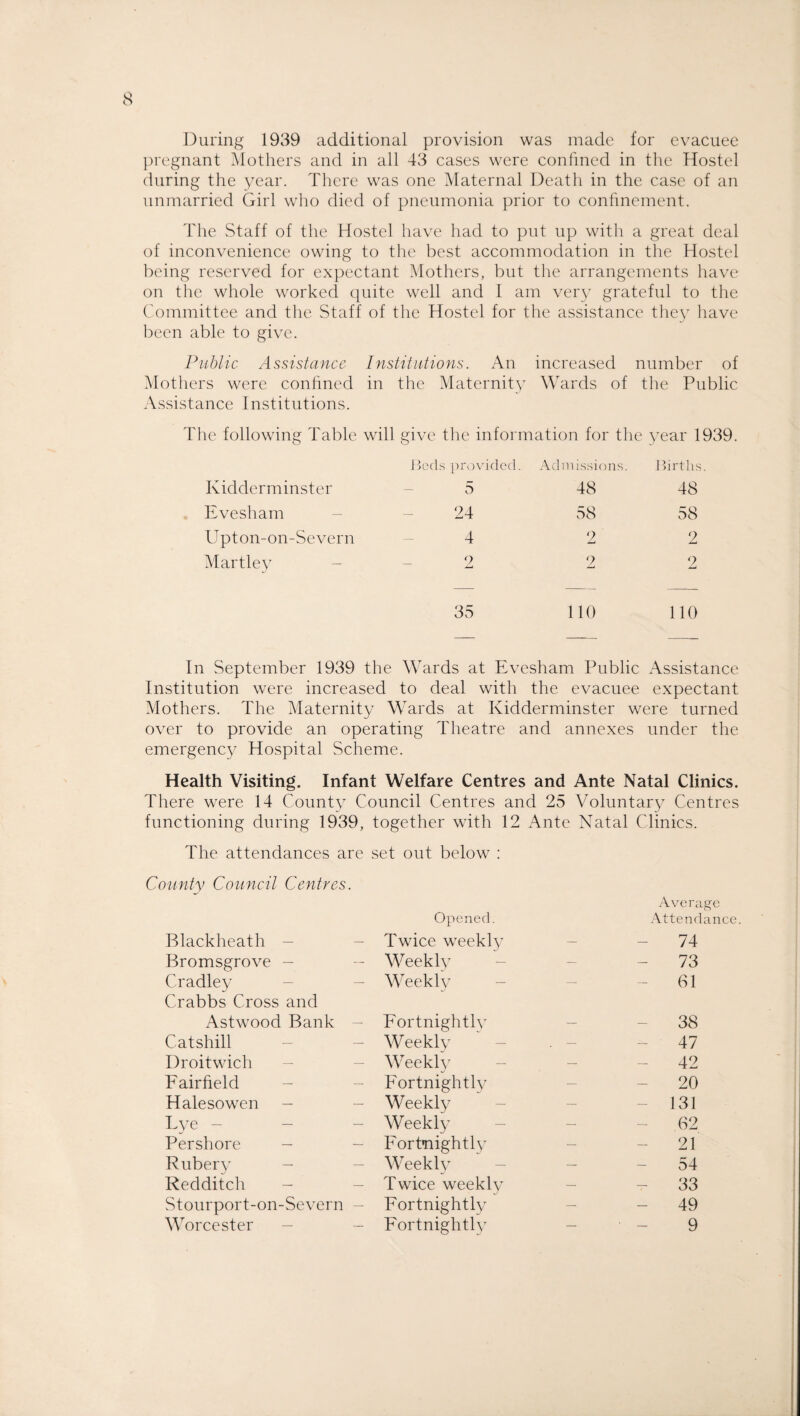 8
During 1939 additional provision was made for evacuee
pregnant Mothers and in all 43 cases were confined in the Hostel
during the year. There was one Maternal Death in the case of an
unmarried Girl who died of pneumonia prior to confinement.
The Staff of the Hostel have had to put up with a great deal
of inconvenience owing to the best accommodation in the Hostel
being reserved for expectant Mothers, but the arrangements have
on the whole worked quite well and I am very grateful to the
Committee and the Staff of the Hostel for the assistance they have
been able to give.
Public Assistance Institutions. An increased number of
Mothers were confined in the Maternity Wards of the Public
Assistance Institutions.
The following Table will give the information for the year 1939.
Beds provided. Admissions. Births.
Kidderminster – 5 48 48
Evesham – – 24 58 58
Upton-on-Severn – 4 2 2
Martley – – 2 2 2
35 110 110
In September 1939 the Wards at Evesham Public Assistance
Institution were increased to deal with the evacuee expectant
Mothers. The Maternity Wards at Kidderminster were turned
over to provide an operating Theatre and annexes under the
emergency Hospital Scheme.
Health Visiting. Infant Welfare Centres and Ante Natal Clinics.
There were 14 County Council Centres and 25 Voluntary Centres
functioning during 1939, together with 12 Ante Natal Clinics.
The attendances are set out below :
County Council Centres.
Average
Opened. Attendance.
Blackheath – – Twice weekly – – 74
Bromsgrove – – Weekly – – – 73
Cradley – – Weekly – – – 61
Crabbs Cross and
Astwood Bank – Fortnightly – – 38
Catshill – – Weekly – – – 47
Droitwich – – Weekly – – – 42
Fairfield – – Fortnightly – – 20
Halesowen – – Weekly – – – 131
Lye – – – Weekly – – – 62
Pershore – – Fortnightly – – 21
Rubery – – Weekly – – – 54
Redditch – – Twice weekly – – 33
Stourport-on-Severn – Fortnightly – – 49
Worcester – – Fortnightly – – 9